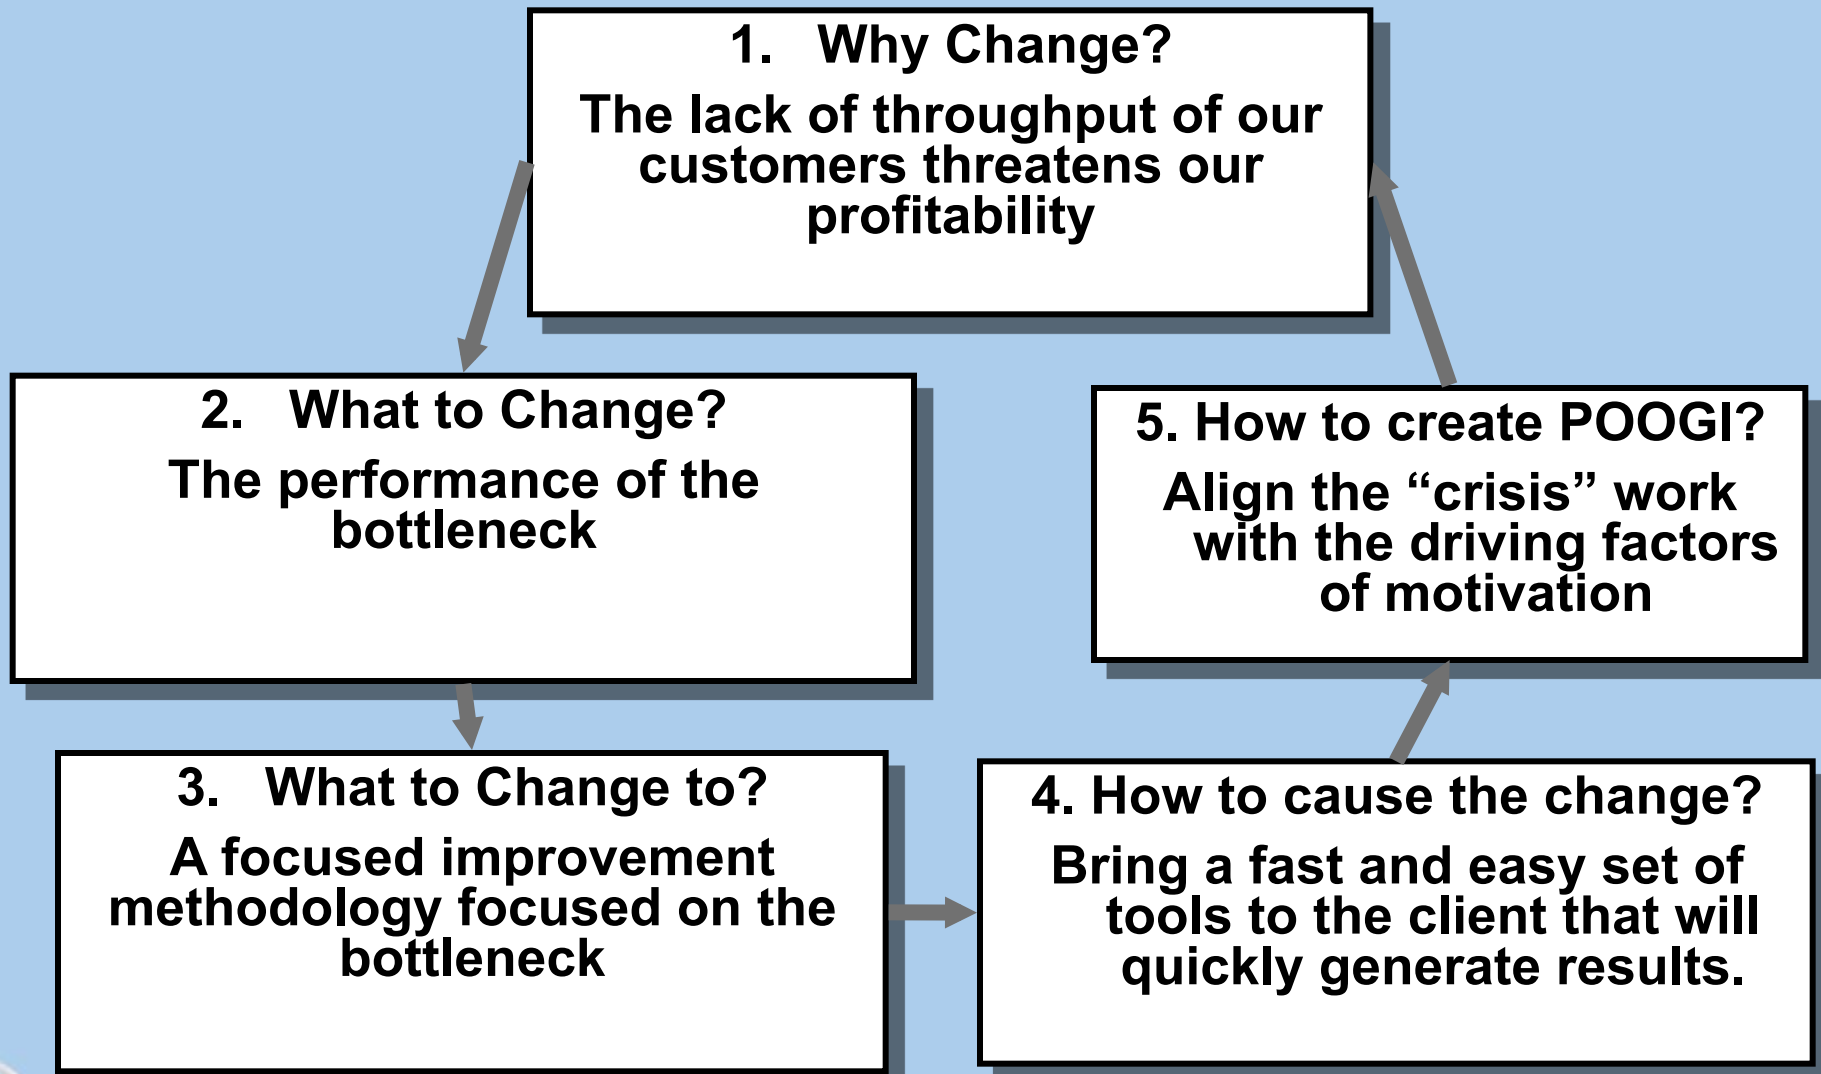 1. Why Change?
The lack of throughput of our
customers threatens our
profitability
2. What to Change?
The performance of the
bottleneck
3. What to Change to?
A focused improvement
methodology focused on the
bottleneck
4. How to cause the change?
Bring a fast and easy set of
tools to the client that will
quickly generate results.
5. How to create POOGI?
Align the “crisis” work
with the driving factors
of motivation